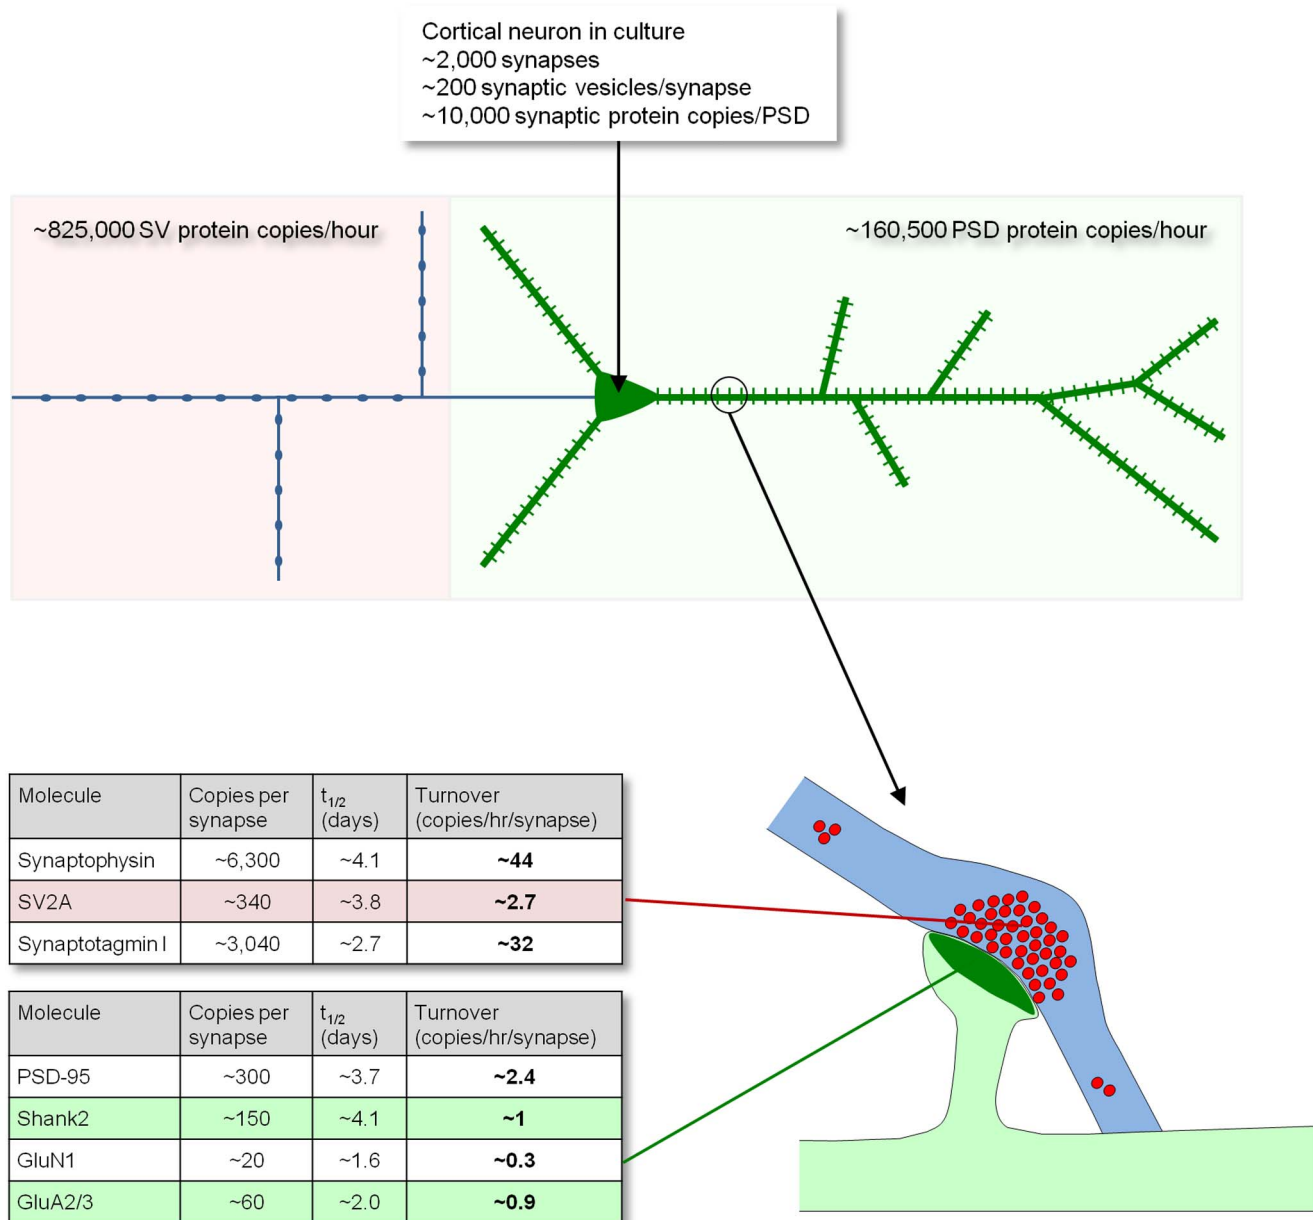 Cortical neuron in culture
~2,000 synapses
~200 synaptic vesicles/synapse
~10,000 synaptic protein copies/PSD
~825,000 SV protein copies/hour
~160,500 PSD protein copies/hour
Molecule Copies per synapse t1/2 (days) Turnover (copies/hr/synapse)
Synaptophysin ~6,300 ~4.1 ~44
SV2A ~340 ~3.8 ~2.7
Synaptotagmin I ~3,040 ~2.7 ~32
Molecule Copies per synapse t1/2 (days) Turnover (copies/hr/synapse)
PSD-95 ~300 ~3.7 ~2.4
Shank2 ~150 ~4.1 ~1
GluN1 ~20 ~1.6 ~0.3
GluA2/3 ~60 ~2.0 ~0.9